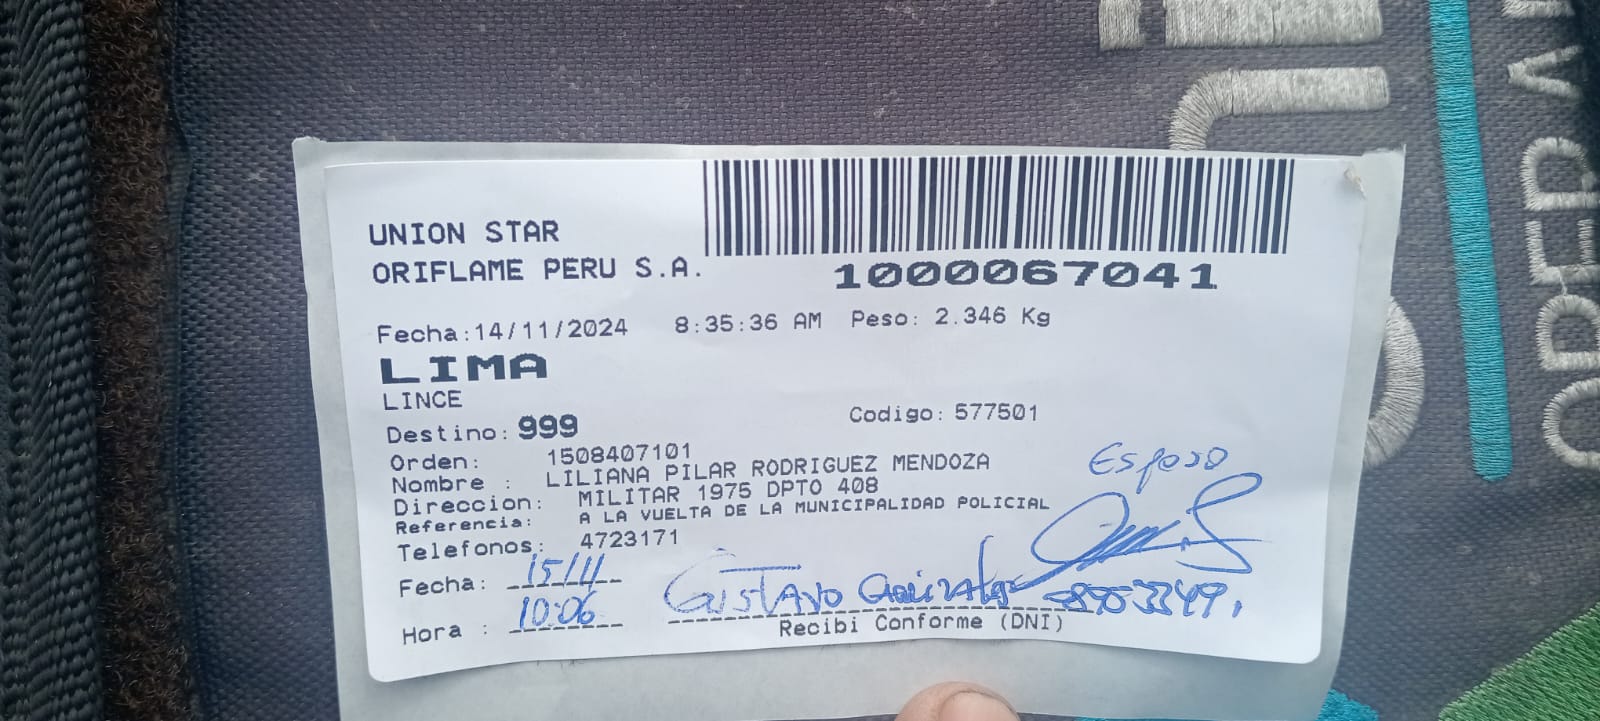 UNION STAR
ORIFLAME PERU S.A.
1000067041
Fecha:14/11/2024 8:35:36 AM Peso: 2.346 Kg
LIMA
LINCE
Destino: 999 Codigo: 577501
Orden: 1508407101
Nombre : LILIANA PILAR RODRIGUEZ MENDOZA
Direccion: MILITAR 1975 DPTO 408
Referencia: A LA VUELTA DE LA MUNICIPALIDAD POLICIAL
Telefonos: 4723171
Esposo
Fecha: 15/11
Hora : 10:06
GUSTAVO
Recibi Conforme (DNI)